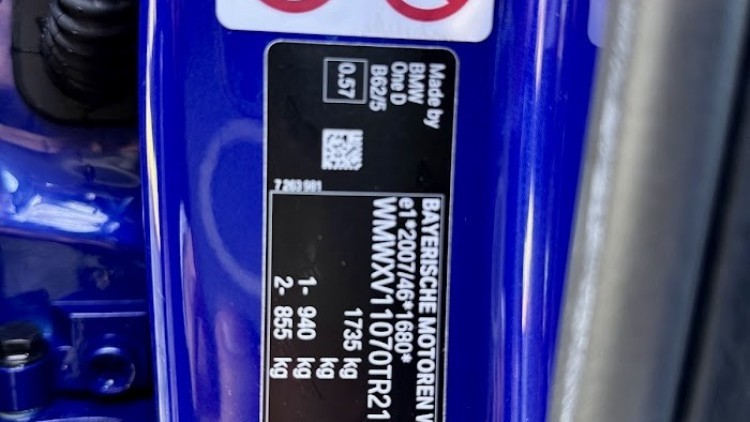 Made by
BMW
One D
B62/5
0.57
7 263 981
BAYERISCHE MOTOREN W
e1*2007/46*1680*
WMWXV11070TR21
1735 kg
kg
1- 940 kg
2- 855 kg